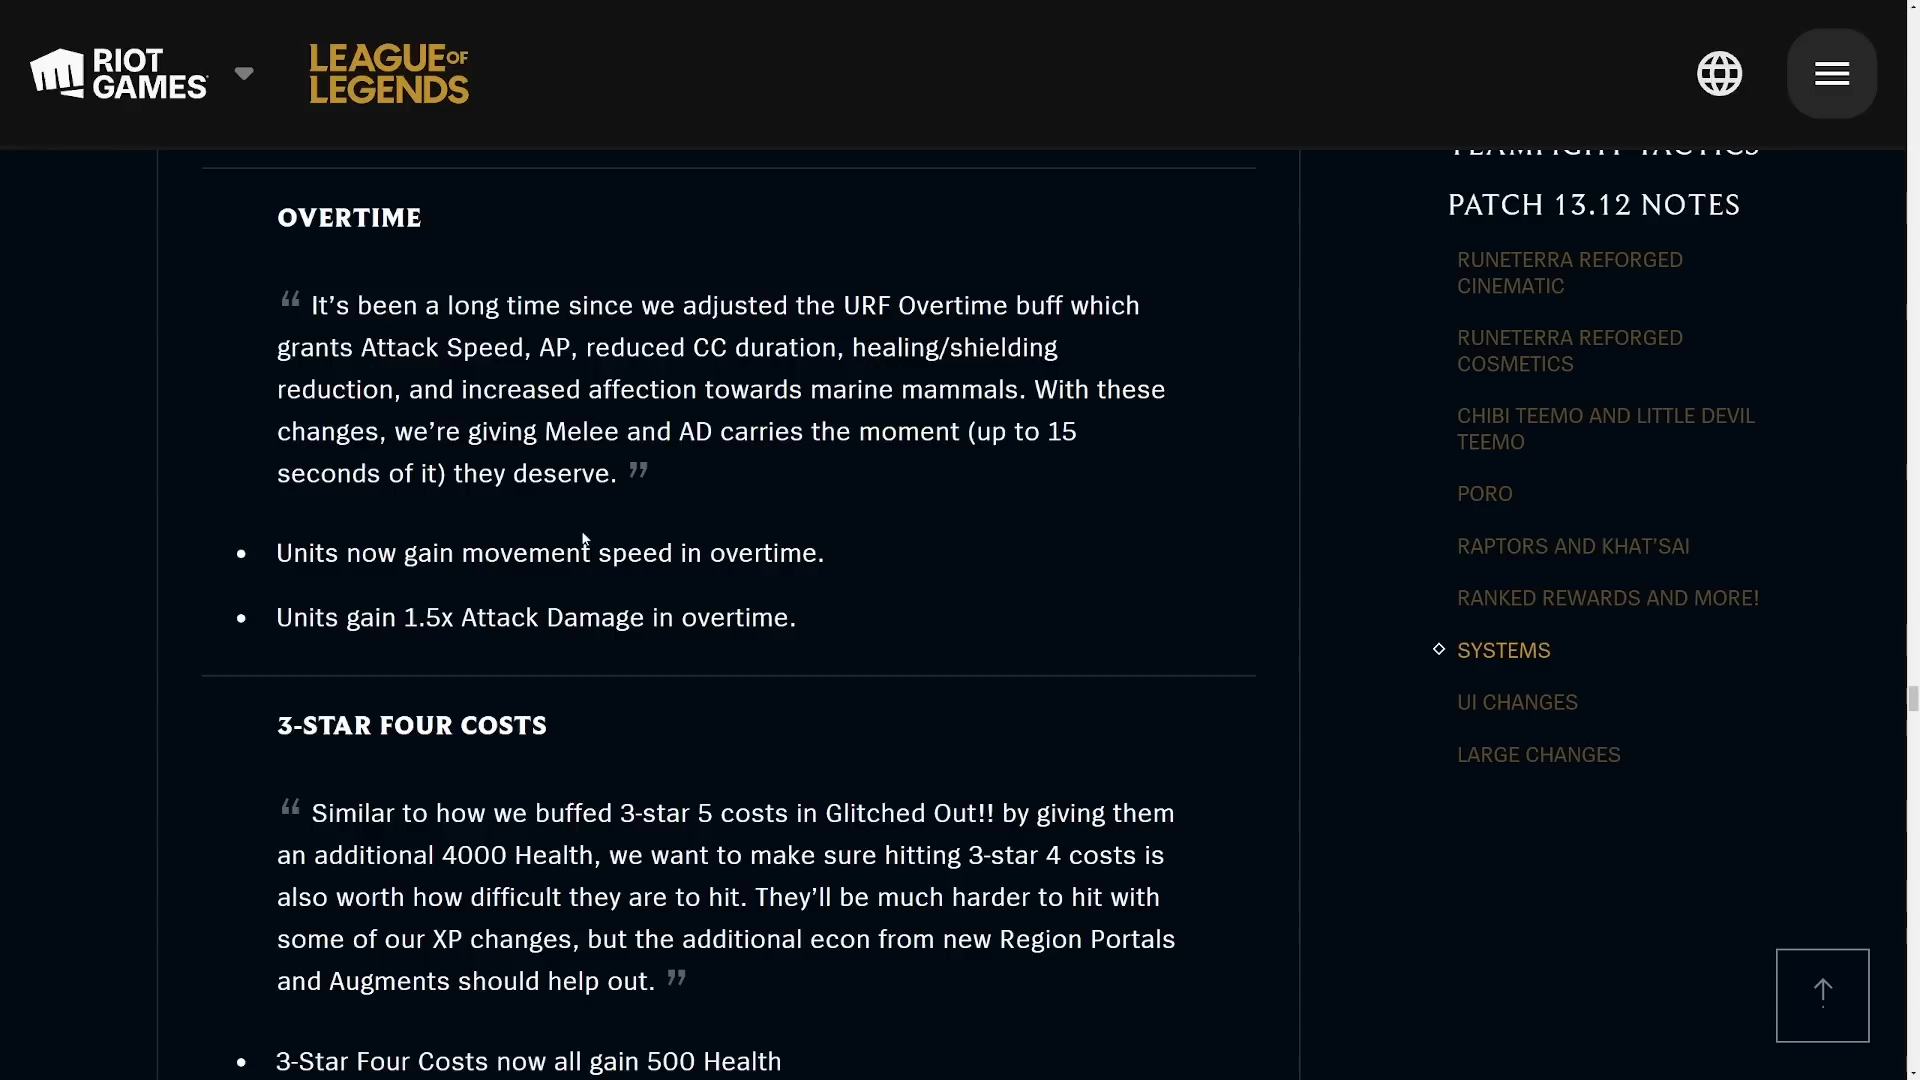 RIOT
GAMES
LEAGUE OF
LEGENDS
TEAMFIGHT TACTICS
PATCH 13.12 NOTES
RUNETERRA REFORGED
CINEMATIC
RUNETERRA REFORGED
COSMETICS
CHIBI TEEMO AND LITTLE DEVIL
TEEMO
PORO
RAPTORS AND KHAT’SAI
RANKED REWARDS AND MORE!
SYSTEMS
UI CHANGES
LARGE CHANGES
OVERTIME
“ It’s been a long time since we adjusted the URF Overtime buff which
grants Attack Speed, AP, reduced CC duration, healing/shielding
reduction, and increased affection towards marine mammals. With these
changes, we’re giving Melee and AD carries the moment (up to 15
seconds of it) they deserve. ”
• Units now gain movement speed in overtime.
• Units gain 1.5x Attack Damage in overtime.
3-STAR FOUR COSTS
“ Similar to how we buffed 3-star 5 costs in Glitched Out!! by giving them
an additional 4000 Health, we want to make sure hitting 3-star 4 costs is
also worth how difficult they are to hit. They’ll be much harder to hit with
some of our XP changes, but the additional econ from new Region Portals
and Augments should help out. ”
• 3-Star Four Costs now all gain 500 Health